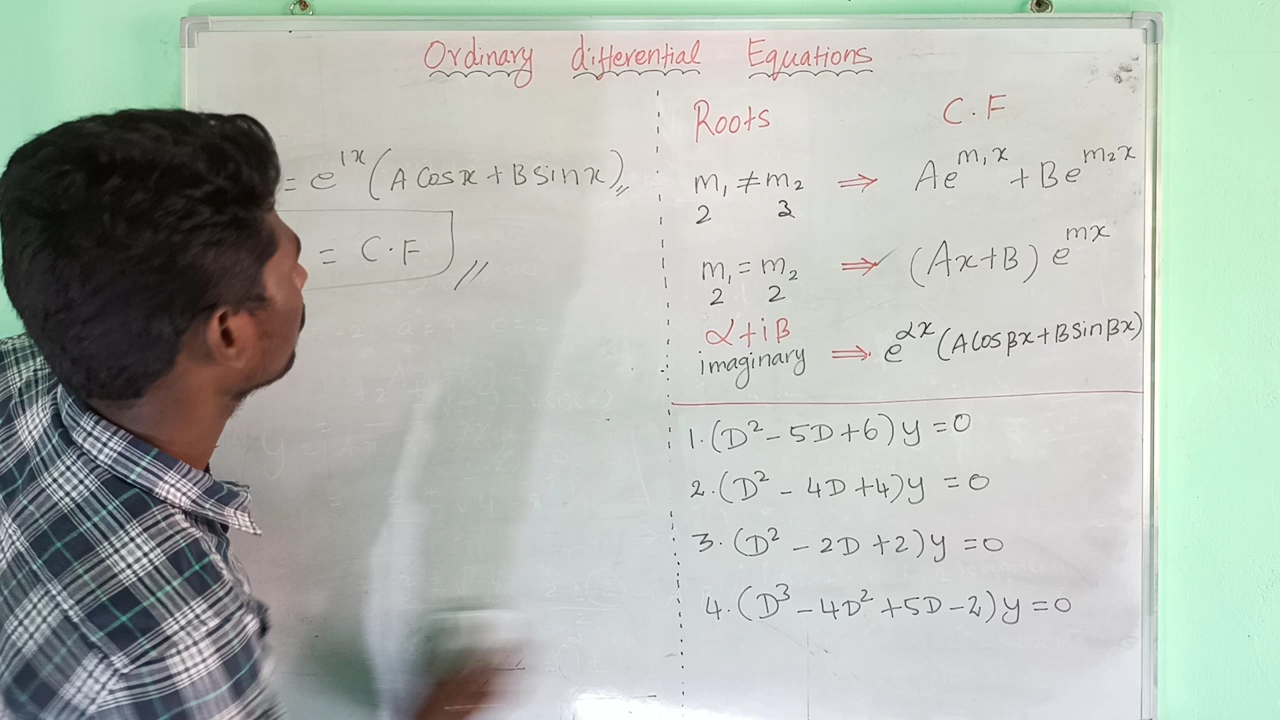 Ordinary differential Equations
= e^{1x} (A Cosx + B Sinx)〃
= C.F 〃
Roots C.F
m₁ ≠ m₂ ⇒ Ae^{m₁x} + Be^{m₂x}
2 3
m₁ = m₂ ⇒ (Ax+B) e^{mx}
2 2
α+iβ
imaginary ⇒ e^{αx} (A Cos βx + B Sin βx)
1. (D² - 5D + 6) y = 0
2. (D² - 4D + 4) y = 0
3. (D² - 2D + 2) y = 0
4. (D³ - 4D² + 5D - 2) y = 0